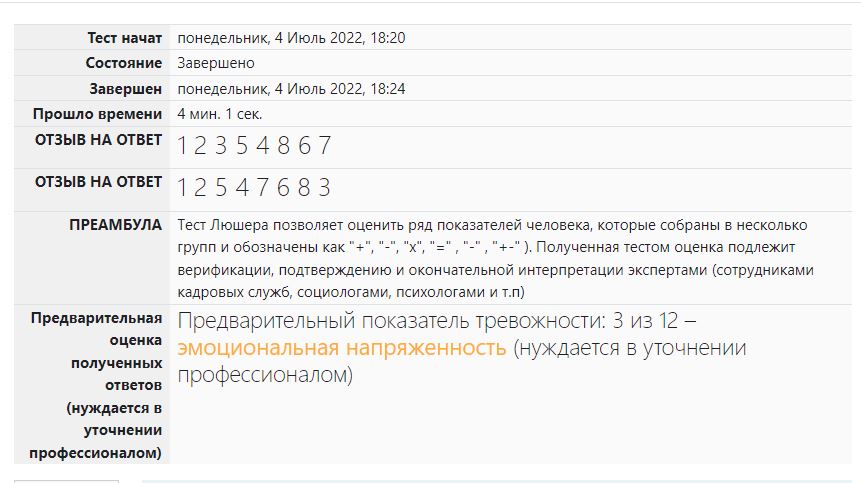 Тест начат понедельник, 4 Июль 2022, 18:20
Состояние Завершено
Завершен понедельник, 4 Июль 2022, 18:24
Прошло времени 4 мин. 1 сек.
ОТЗЫВ НА ОТВЕТ 1 2 3 5 4 8 6 7
ОТЗЫВ НА ОТВЕТ 1 2 5 4 7 6 8 3
ПРЕАМБУЛА Тест Люшера позволяет оценить ряд показателей человека, которые собраны в несколько
групп и обозначены как "+", "-", "x", "=" , "-" , "+-" ). Полученная тестом оценка подлежит
верификации, подтверждению и окончательной интерпретации экспертами (сотрудниками
кадровых служб, социологами, психологами и т.п)
Предварительная
оценка
полученных
ответов
(нуждается в
уточнении
профессионалом)
Предварительный показатель тревожности: 3 из 12 –
эмоциональная напряженность (нуждается в уточнении
профессионалом)